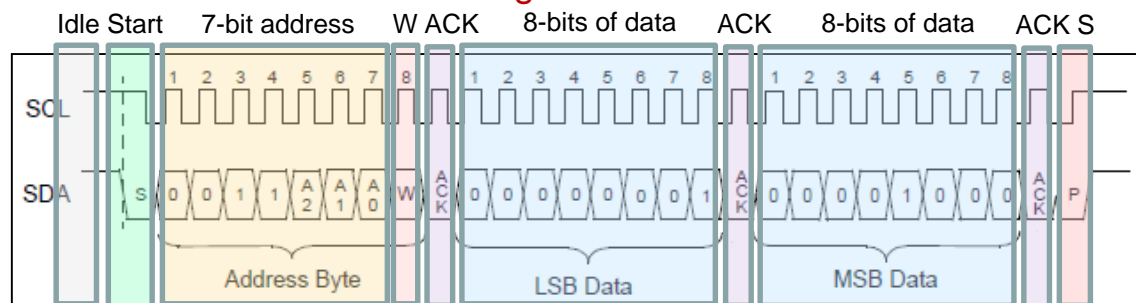 Idle Start 7-bit address W ACK 8-bits of data ACK 8-bits of data ACK S
1 2 3 4 5 6 7 8 1 2 3 4 5 6 7 8 1 2 3 4 5 6 7 8
SCL
SDA S 0 0 1 1 A2 A1 A0 W ACK 0 0 0 0 0 0 0 1 ACK 0 0 0 0 1 0 0 0 ACK P
Address Byte LSB Data MSB Data